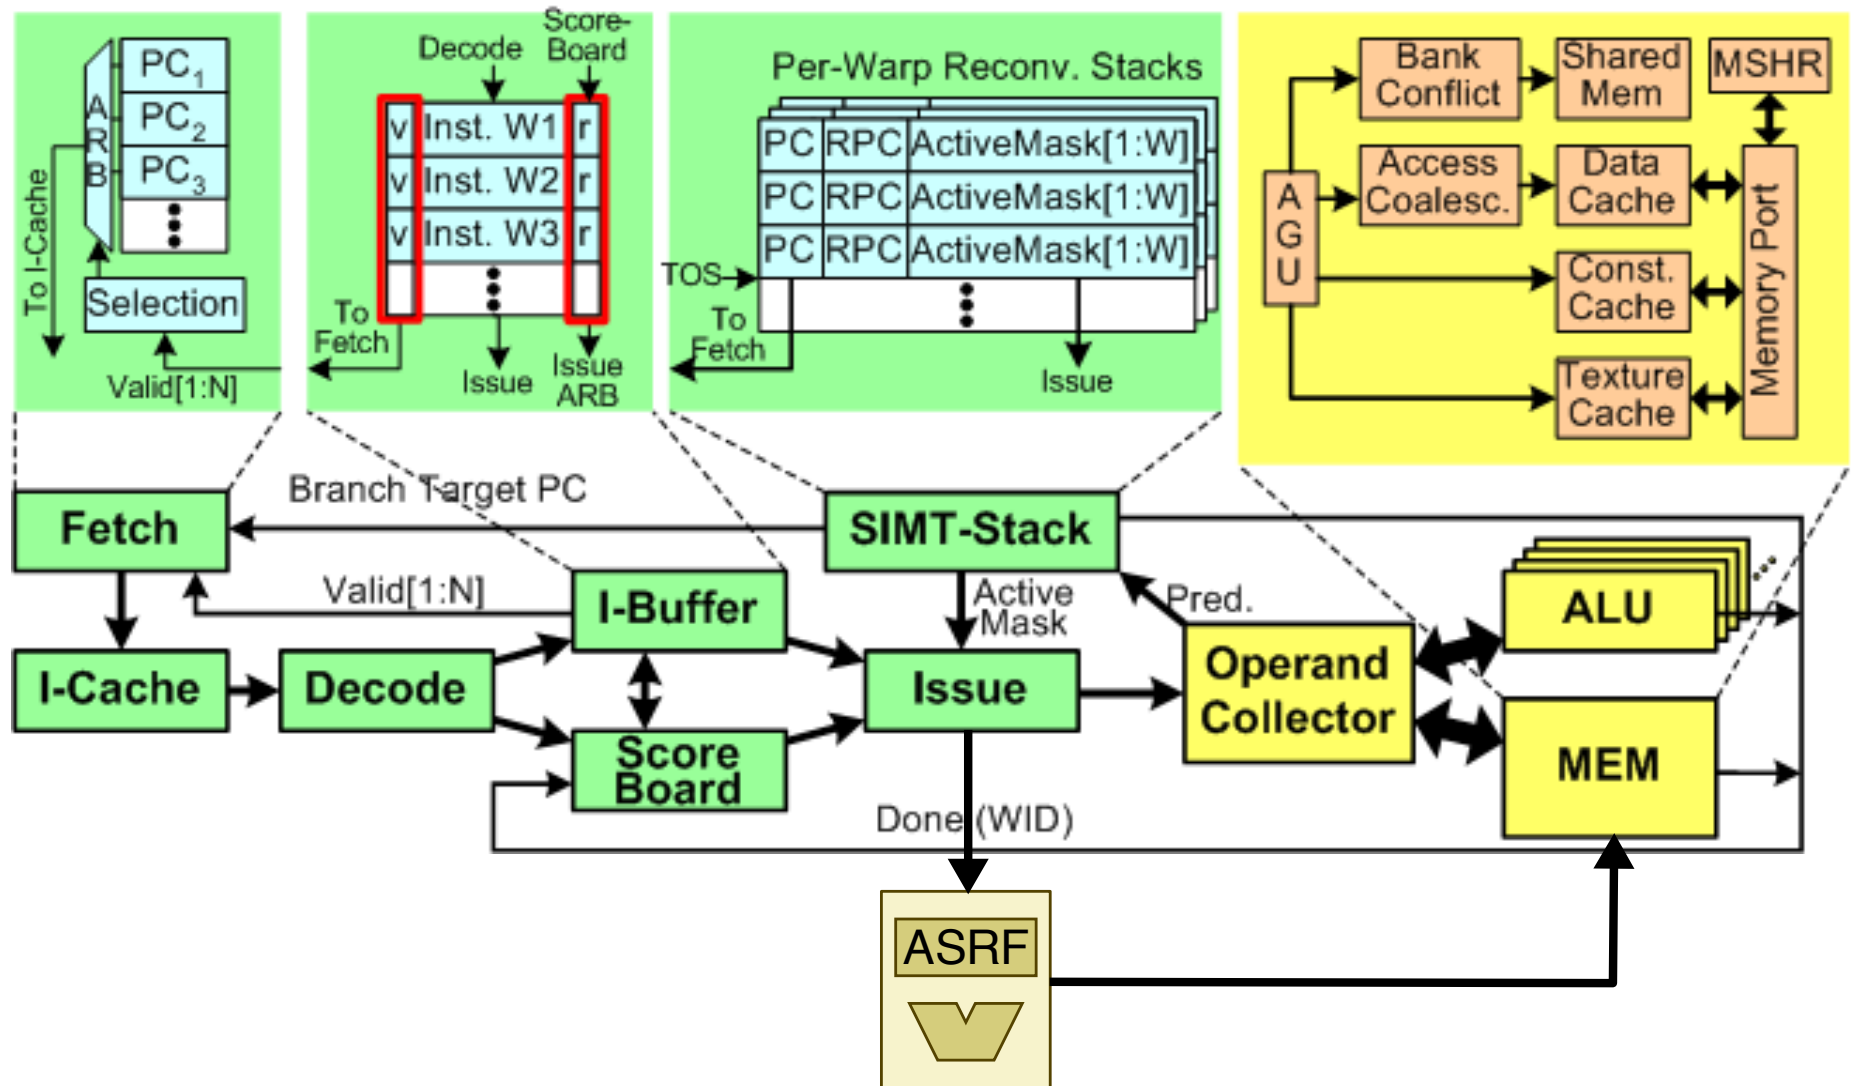 PC1
PC2
PC3
A
R
B
To I-Cache
Selection
Valid[1:N]
Decode
Score-
Board
v Inst. W1 r
v Inst. W2 r
v Inst. W3 r
To
Fetch
Issue
Issue
ARB
Per-Warp Reconv. Stacks
PC RPC ActiveMask[1:W]
PC RPC ActiveMask[1:W]
PC RPC ActiveMask[1:W]
TOS
To
Fetch
Issue
A
G
U
Bank
Conflict
Shared
Mem
MSHR
Access
Coalesc.
Data
Cache
Const.
Cache
Texture
Cache
Memory Port
Branch Target PC
Fetch
SIMT-Stack
Valid[1:N]
I-Buffer
Active
Mask
Pred.
ALU
I-Cache
Decode
Issue
Operand
Collector
Score
Board
MEM
Done (WID)
ASRF